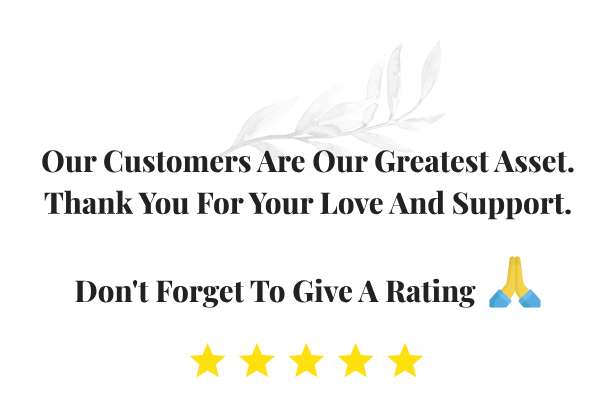 Our Customers Are Our Greatest Asset.
Thank You For Your Love And Support.
Don't Forget To Give A Rating